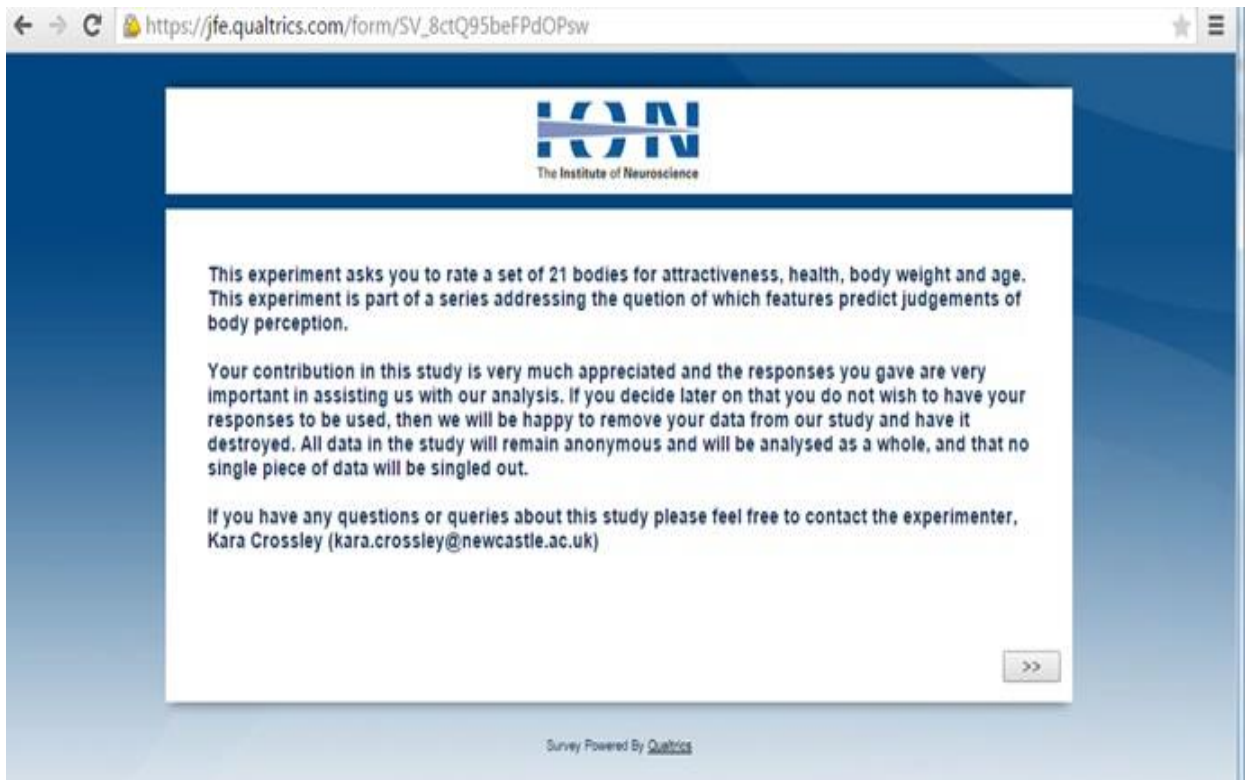 https://jfe.qualtrics.com/form/SV_8ctQ95beFPdOPsw
ION
The Institute of Neuroscience
This experiment asks you to rate a set of 21 bodies for attractiveness, health, body weight and age.
This experiment is part of a series addressing the quetion of which features predict judgements of
body perception.
Your contribution in this study is very much appreciated and the responses you gave are very
important in assisting us with our analysis. If you decide later on that you do not wish to have your
responses to be used, then we will be happy to remove your data from our study and have it
destroyed. All data in the study will remain anonymous and will be analysed as a whole, and that no
single piece of data will be singled out.
If you have any questions or queries about this study please feel free to contact the experimenter,
Kara Crossley (kara.crossley@newcastle.ac.uk)
>>
Survey Powered By Qualtrics